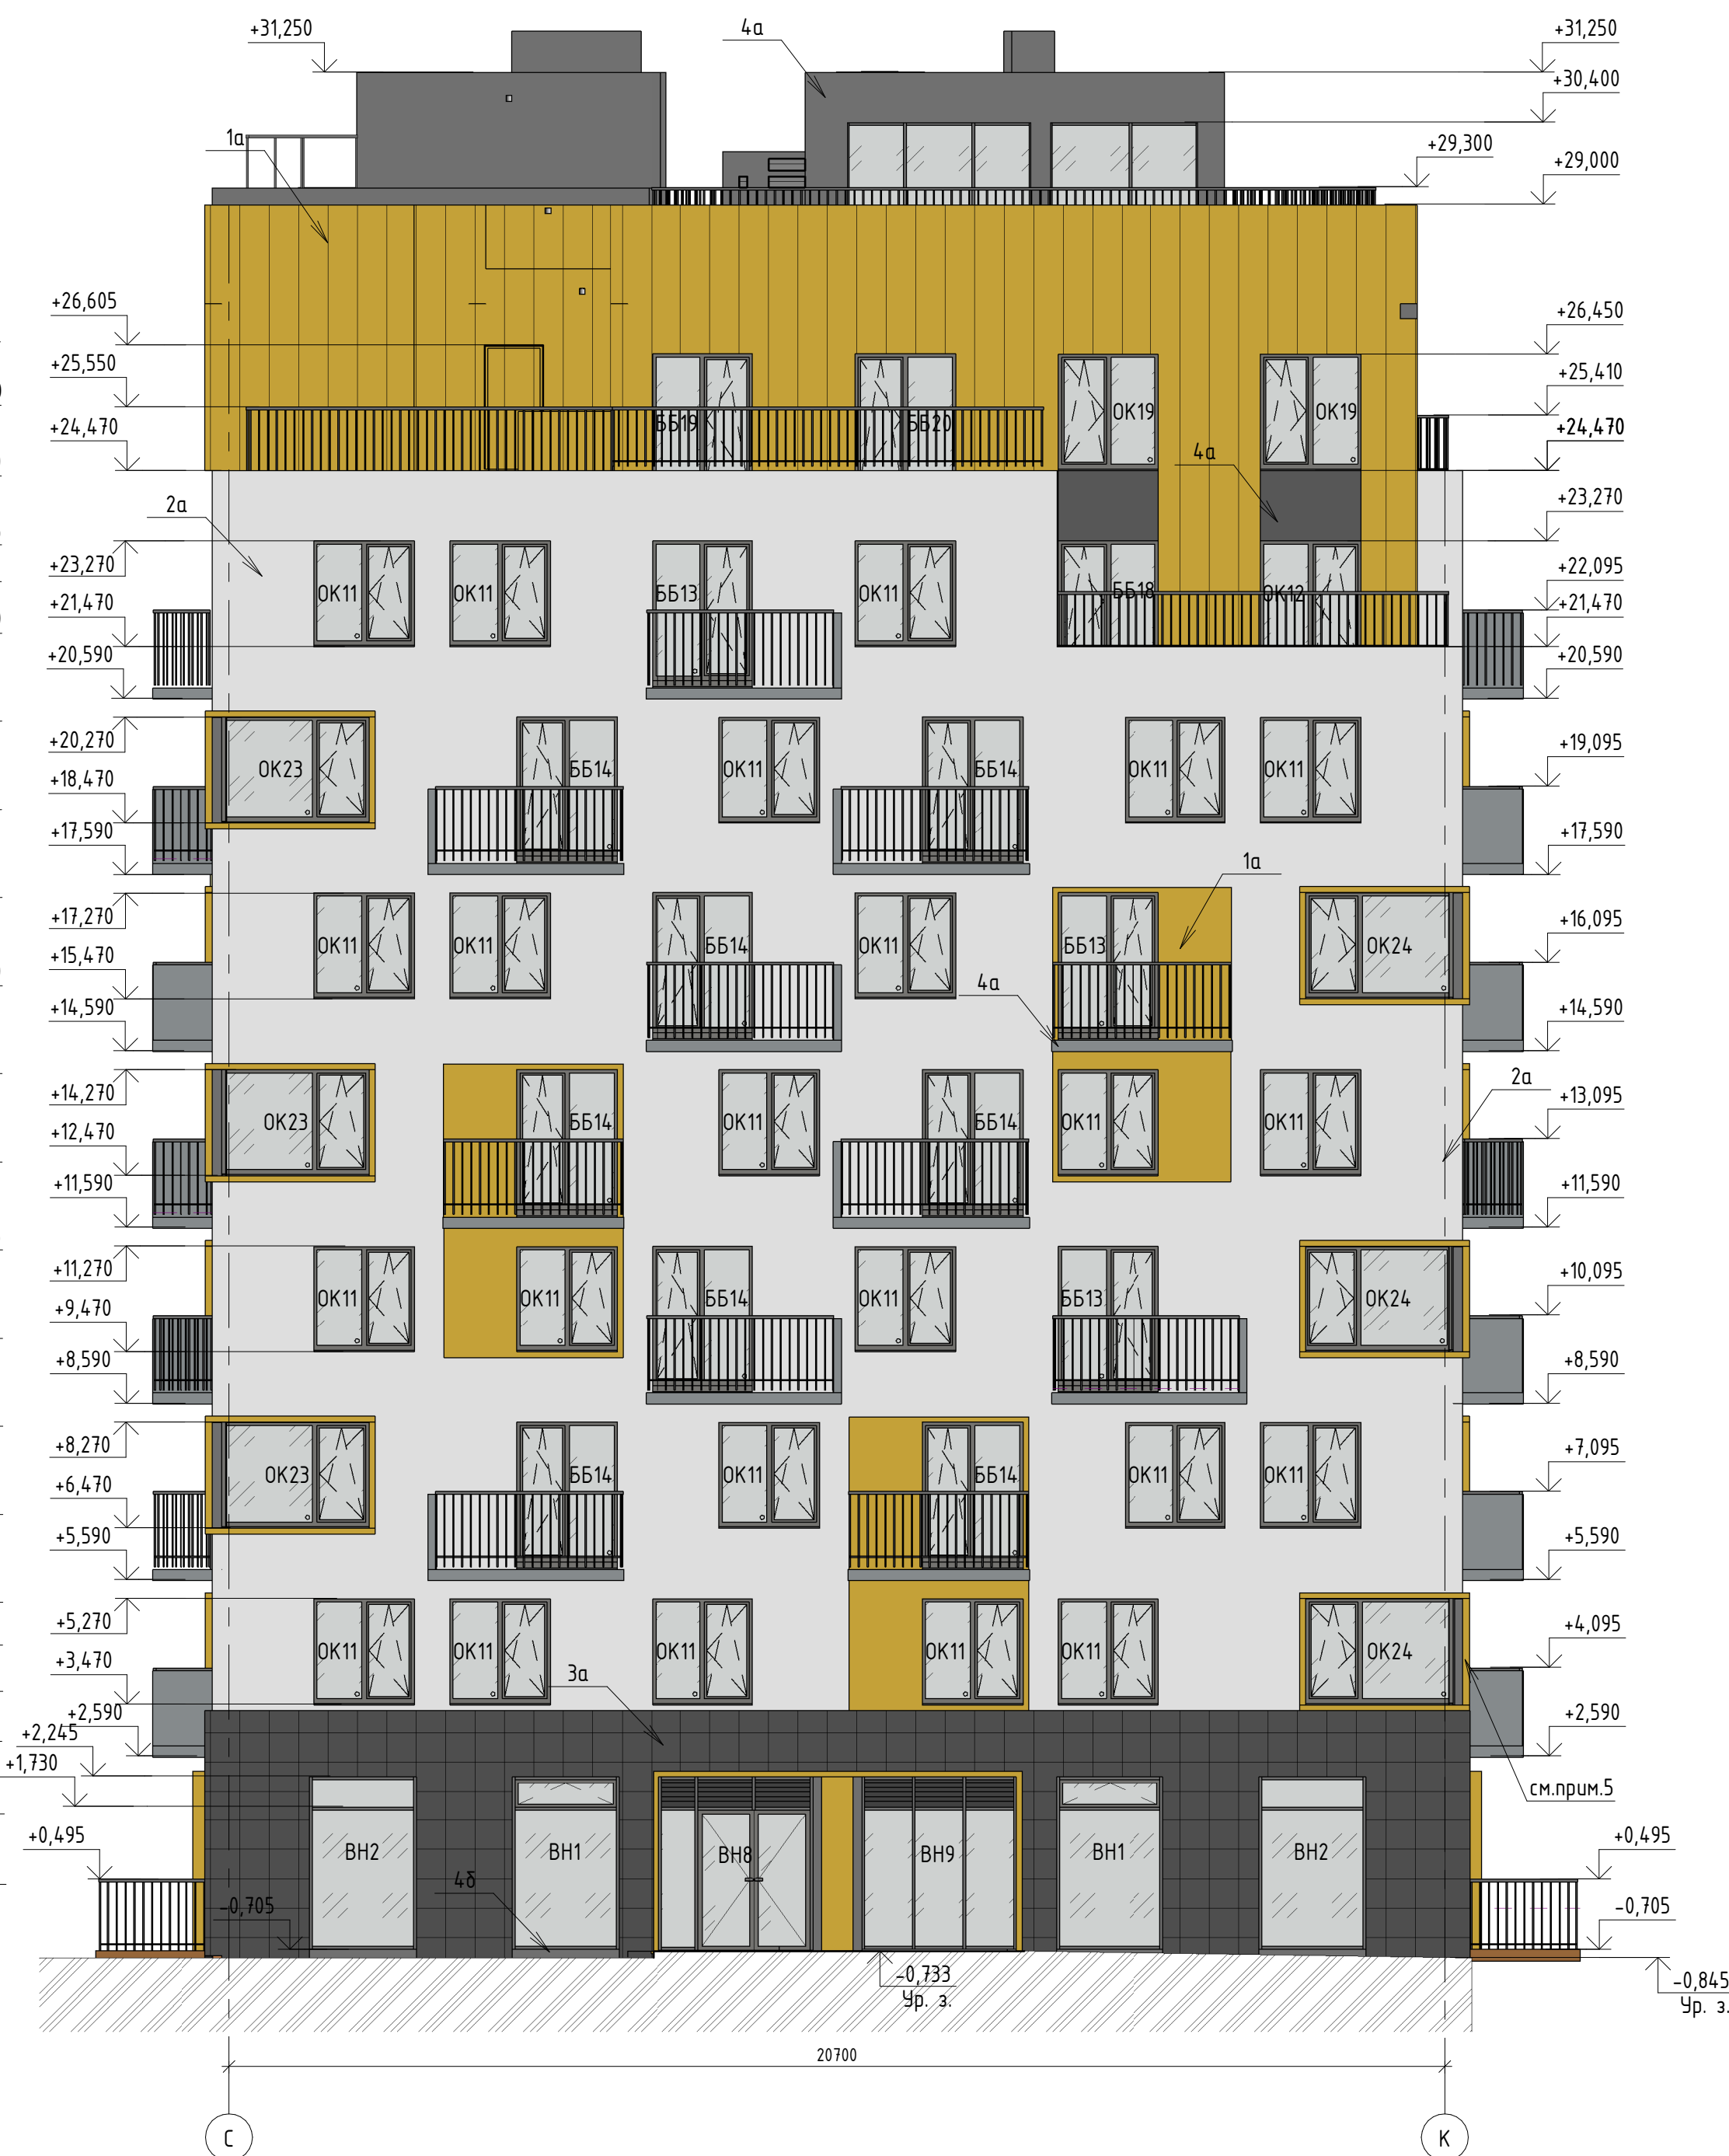 +31,250
4а
+31,250
+30,400
1а
+29,300
+29,000
+26,605
+26,450
+25,550
+25,410
ББ19
ББ20
ОК19
ОК19
+24,470
+24,470
4а
2а
+23,270
+23,270
ОК11
ОК11
ББ13
ОК11
ББ18
ОК12
+22,095
+21,470
+21,470
+20,590
+20,590
+20,270
+19,095
ОК23
ББ14
ОК11
ББ14
ОК11
ОК11
+18,470
+17,590
+17,590
1а
+17,270
+16,095
ОК11
ОК11
ББ14
ОК11
ББ13
ОК24
+15,470
4а
+14,590
+14,590
+14,270
2а
+13,095
ОК23
ББ14
ОК11
ББ14
ОК11
ОК11
+12,470
+11,590
+11,590
+11,270
+10,095
ОК11
ОК11
ББ14
ОК11
ББ13
ОК24
+9,470
+8,590
+8,590
+8,270
+7,095
ОК23
ББ14
ОК11
ББ14
ОК11
ОК11
+6,470
+5,590
+5,590
+5,270
+4,095
ОК11
ОК11
ОК11
ОК11
ОК11
ОК24
+3,470
3а
+2,590
+2,590
+2,245
+1,730
см.прим.5
+0,495
+0,495
ВН2
ВН1
ВН8
ВН9
ВН1
ВН2
4б
-0,705
-0,705
-0,733
Ур. з.
-0,845
Ур. з.
20700
С
К